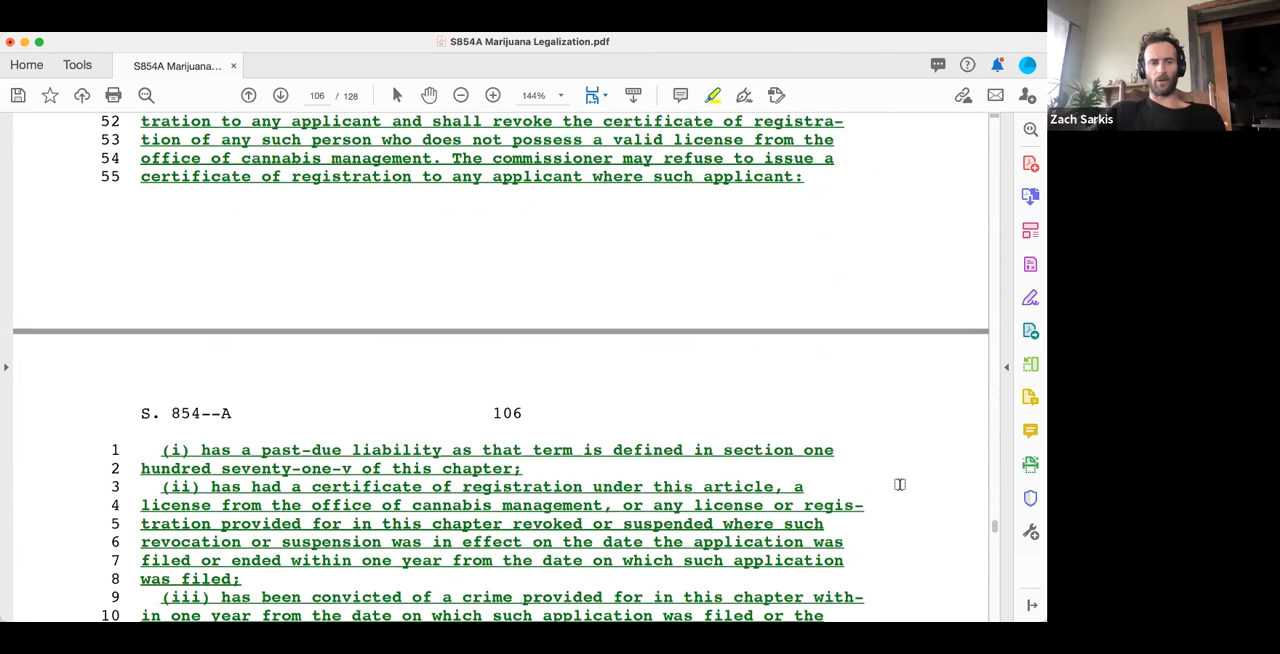 S854A Marijuana Legalization.pdf
Home Tools S854A Marijuana... ×
106 / 128 144%
Zach Sarkis
52 tration to any applicant and shall revoke the certificate of registra-
53 tion of any such person who does not possess a valid license from the
54 office of cannabis management. The commissioner may refuse to issue a
55 certificate of registration to any applicant where such applicant:
S. 854--A 106
1 (i) has a past-due liability as that term is defined in section one
2 hundred seventy-one-v of this chapter;
3 (ii) has had a certificate of registration under this article, a
4 license from the office of cannabis management, or any license or regis-
5 tration provided for in this chapter revoked or suspended where such
6 revocation or suspension was in effect on the date the application was
7 filed or ended within one year from the date on which such application
8 was filed;
9 (iii) has been convicted of a crime provided for in this chapter with-
10 in one year from the date on which such application was filed or the